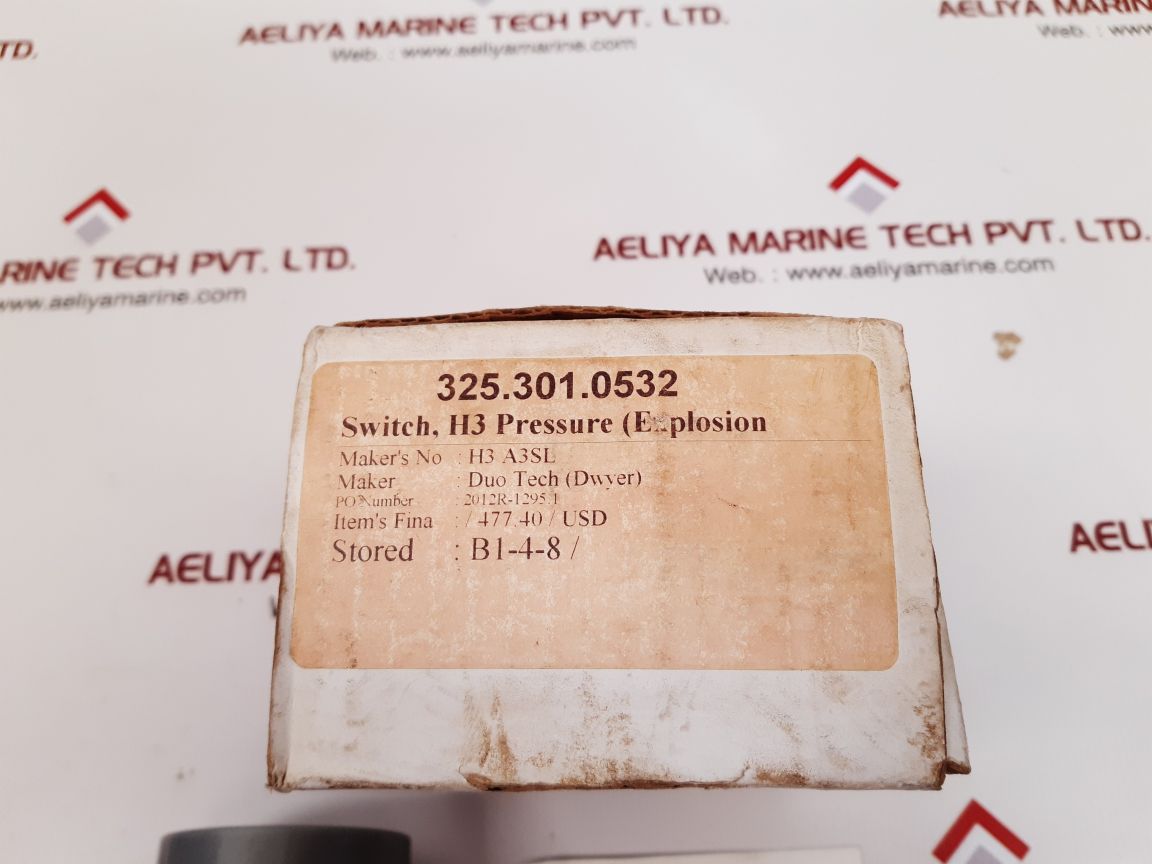 AELIYA MARINE TECH PVT. LTD.
Web. : www.aeliyamarine.com
AELIYA MARINE TEC
Web. : www
TD.
RINE TECH PVT. LTD.
www.aeliyamarine.com
AELIYA MARINE TECH PVT. LTD.
Web. : www.aeliyamarine.com
325.301.0532
Switch, H3 Pressure (Explosion
Maker's No : H3 A3SL
Maker : Duo Tech (Dwyer)
PO Number : 2012R-1295.1
Item's Fina : / 477.40 / USD
Stored : B1-4-8 /
AELIYA
AELIY